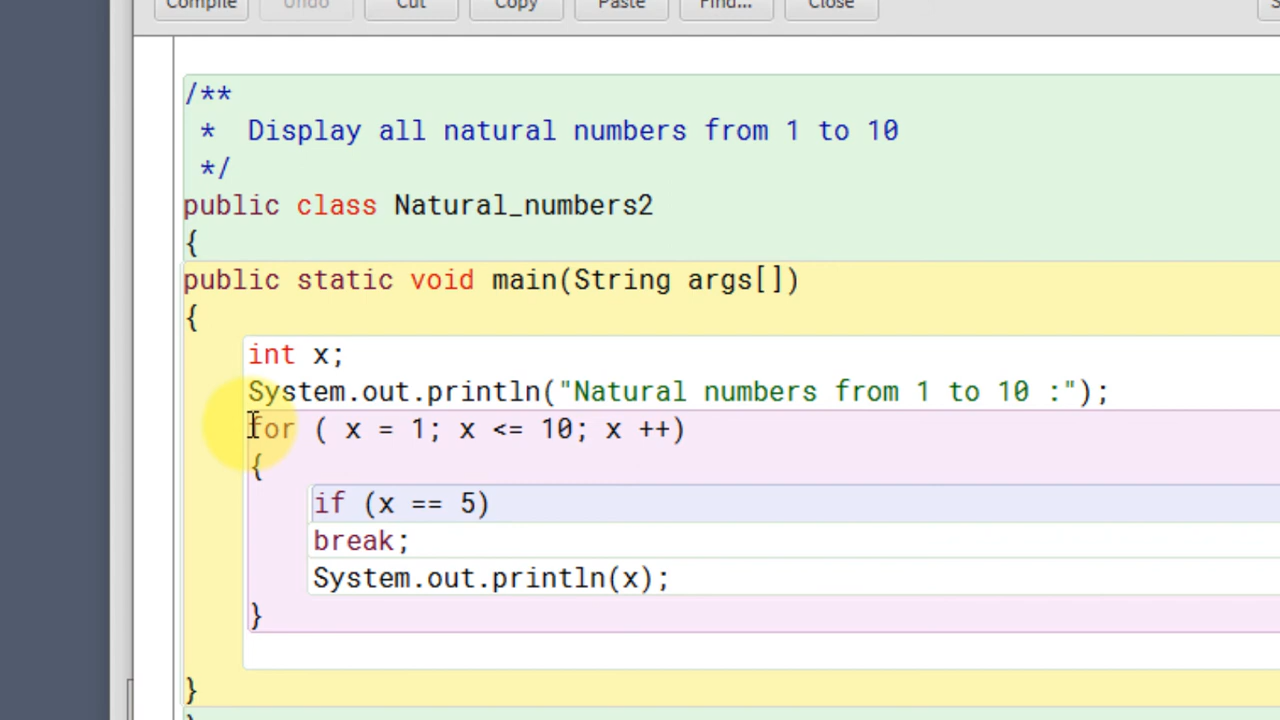 Compile Undo Cut Copy Paste Find... Close
/**
 *  Display all natural numbers from 1 to 10
 */
public class Natural_numbers2
{
public static void main(String args[])
{
    int x;
    System.out.println("Natural numbers from 1 to 10 :");
    for ( x = 1; x <= 10; x ++)
    {
        if (x == 5)
        break;
        System.out.println(x);
    }
}